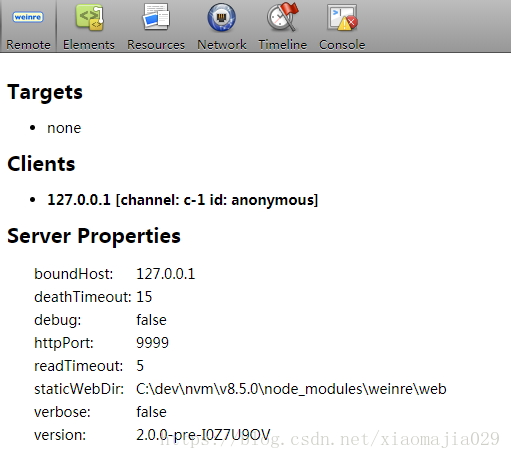 weinre
Remote Elements Resources Network Timeline Console
Targets
none
Clients
127.0.0.1 [channel: c-1 id: anonymous]
Server Properties
boundHost: 127.0.0.1
deathTimeout: 15
debug: false
httpPort: 9999
readTimeout: 5
staticWebDir: C:\dev\nvm\v8.5.0\node_modules\weinre\web
verbose: false
version: 2.0.0-pre-I0Z7U9OV
https://blog.csdn.net/xiaomajia029